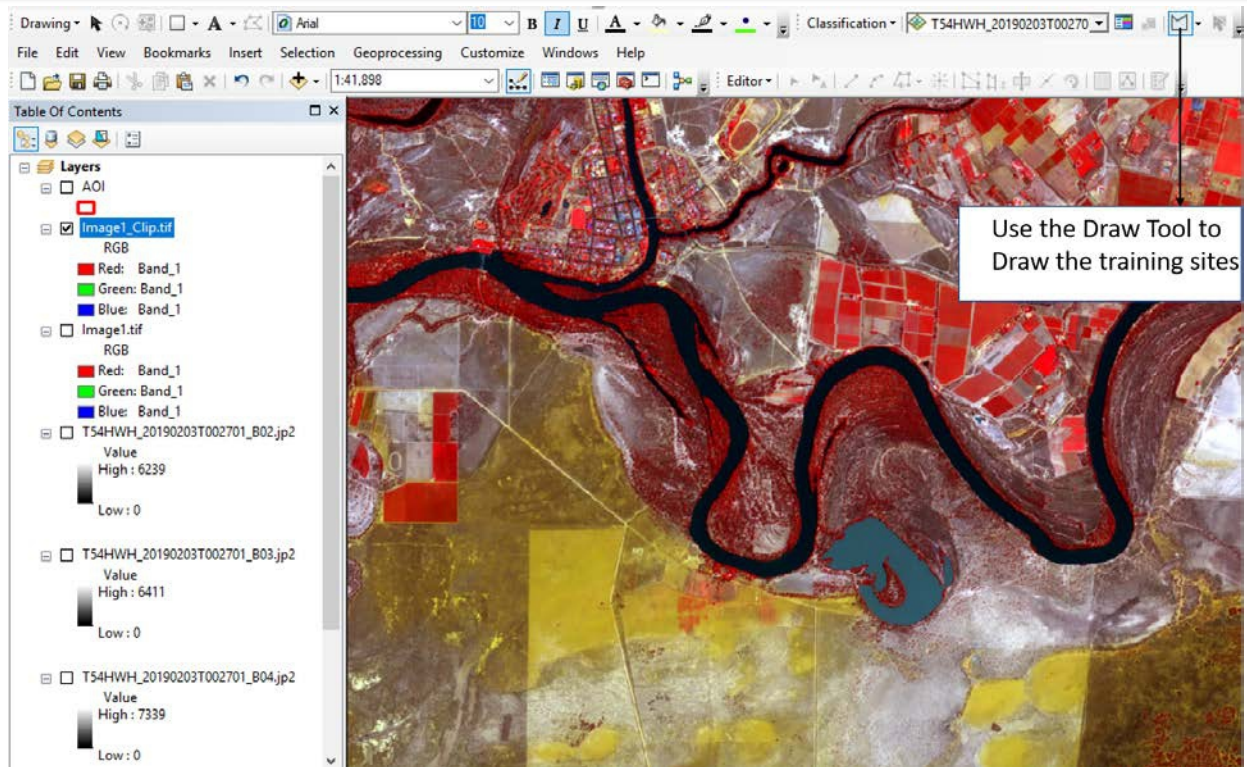 Drawing A Arial 10 B I U A Classification T54HWH_20190203T00270
File Edit View Bookmarks Insert Selection Geoprocessing Customize Windows Help
1:41,898 Editor
Table Of Contents
Layers
AOI
Image1_Clip.tif
RGB
Red: Band_1
Green: Band_1
Blue: Band_1
Image1.tif
RGB
Red: Band_1
Green: Band_1
Blue: Band_1
T54HWH_20190203T002701_B02.jp2
Value
High : 6239
Low : 0
T54HWH_20190203T002701_B03.jp2
Value
High : 6411
Low : 0
T54HWH_20190203T002701_B04.jp2
Value
High : 7339
Low : 0
Use the Draw Tool to
Draw the training sites